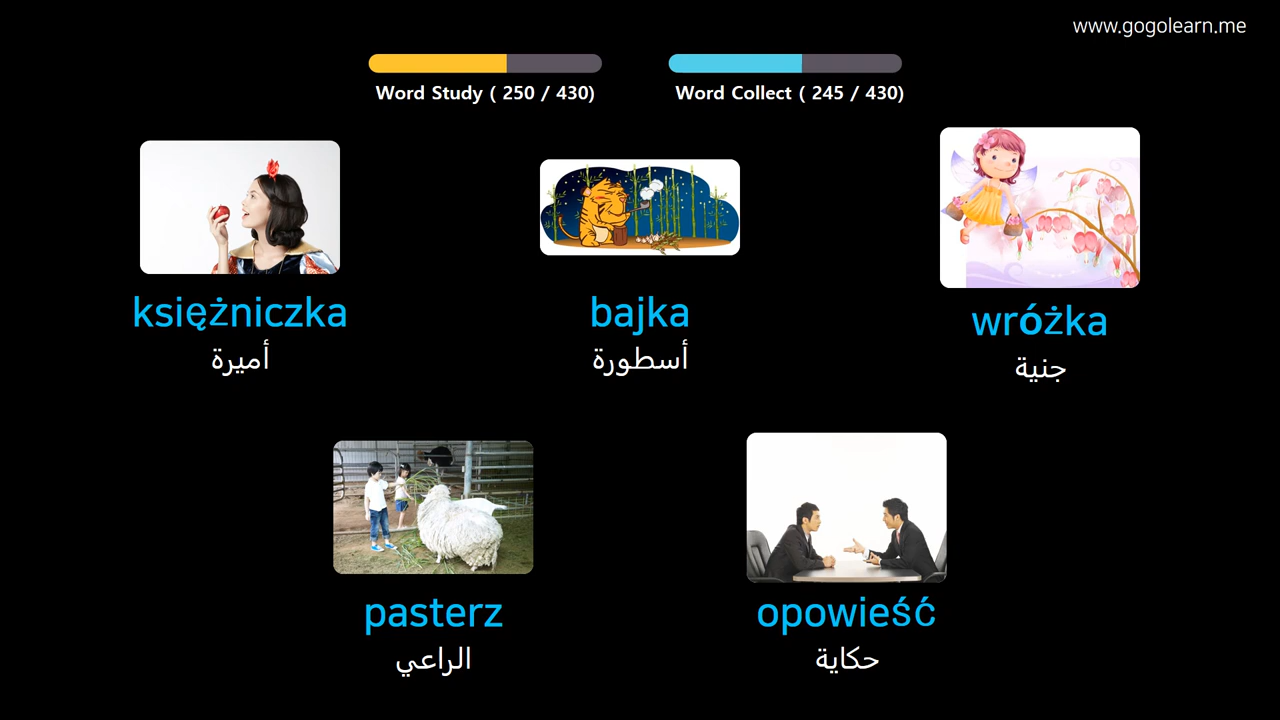 www.gogolearn.me
Word Study ( 250 / 430)
Word Collect ( 245 / 430)
księżniczka
أميرة
bajka
أسطورة
wróżka
جنية
pasterz
الراعي
opowieść
حكاية